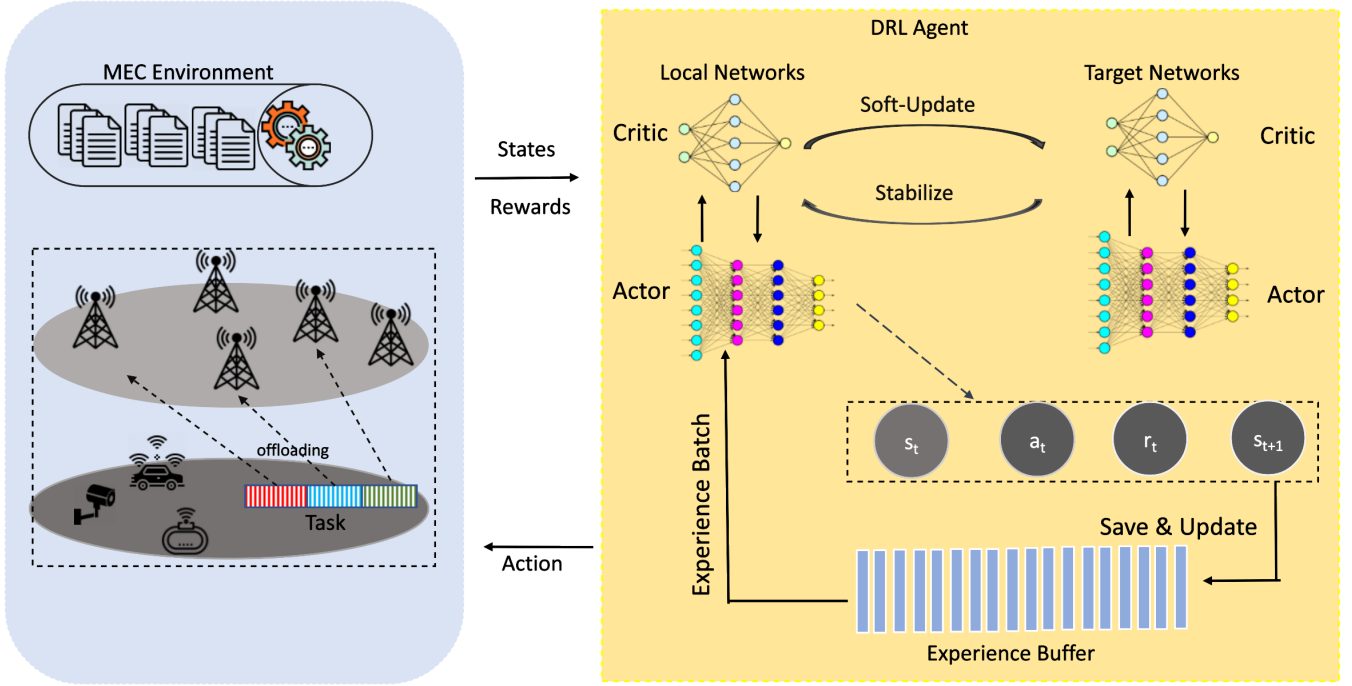 MEC Environment
offloading
Task
States
Rewards
Action
DRL Agent
Local Networks
Target Networks
Soft-Update
Critic
Critic
Stabilize
Actor
Actor
s_t
a_t
r_t
s_{t+1}
Experience Batch
Save & Update
Experience Buffer